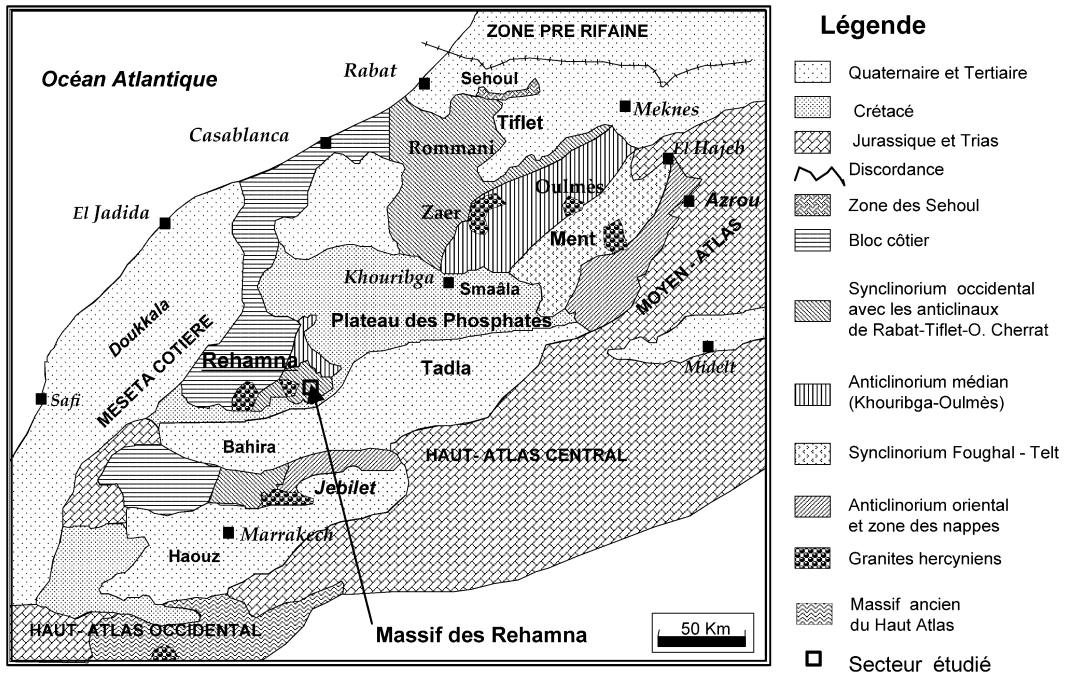 ZONE PRE RIFAINE
Océan Atlantique
Rabat
Sehoul
Meknes
Tiflet
Casablanca
Rommani
El Hajeb
Oulmès
El Jadida
Zaer
Azrou
Ment
Khouribga
Smaâla
MOYEN - ATLAS
Doukkala
MESETA COTIERE
Plateau des Phosphates
Rehamna
Tadla
Midelt
Safi
Bahira
HAUT- ATLAS CENTRAL
Jebilet
Marrakech
Haouz
HAUT- ATLAS OCCIDENTAL
Massif des Rehamna
50 Km
Légende
Quaternaire et Tertiaire
Crétacé
Jurassique et Trias
Discordance
Zone des Sehoul
Bloc côtier
Synclinorium occidental
avec les anticlinaux
de Rabat-Tiflet-O. Cherrat
Anticlinorium médian
(Khouribga-Oulmès)
Synclinorium Foughal - Telt
Anticlinorium oriental
et zone des nappes
Granites hercyniens
Massif ancien
du Haut Atlas
Secteur étudié